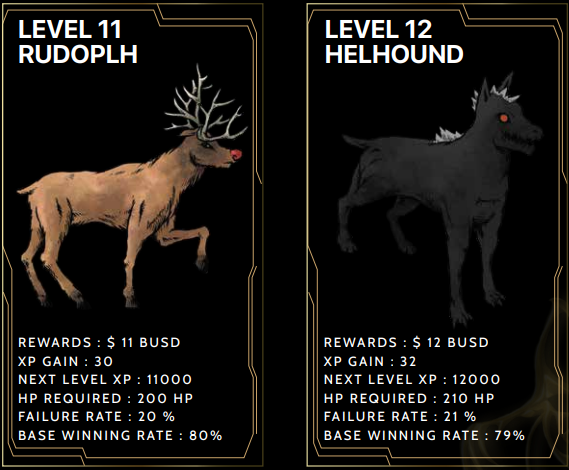 LEVEL 11
RUDOPLH
REWARDS : $ 11 BUSD
XP GAIN : 30
NEXT LEVEL XP : 11000
HP REQUIRED : 200 HP
FAILURE RATE : 20 %
BASE WINNING RATE : 80%
LEVEL 12
HELHOUND
REWARDS : $ 12 BUSD
XP GAIN : 32
NEXT LEVEL XP : 12000
HP REQUIRED : 210 HP
FAILURE RATE : 21 %
BASE WINNING RATE : 79%